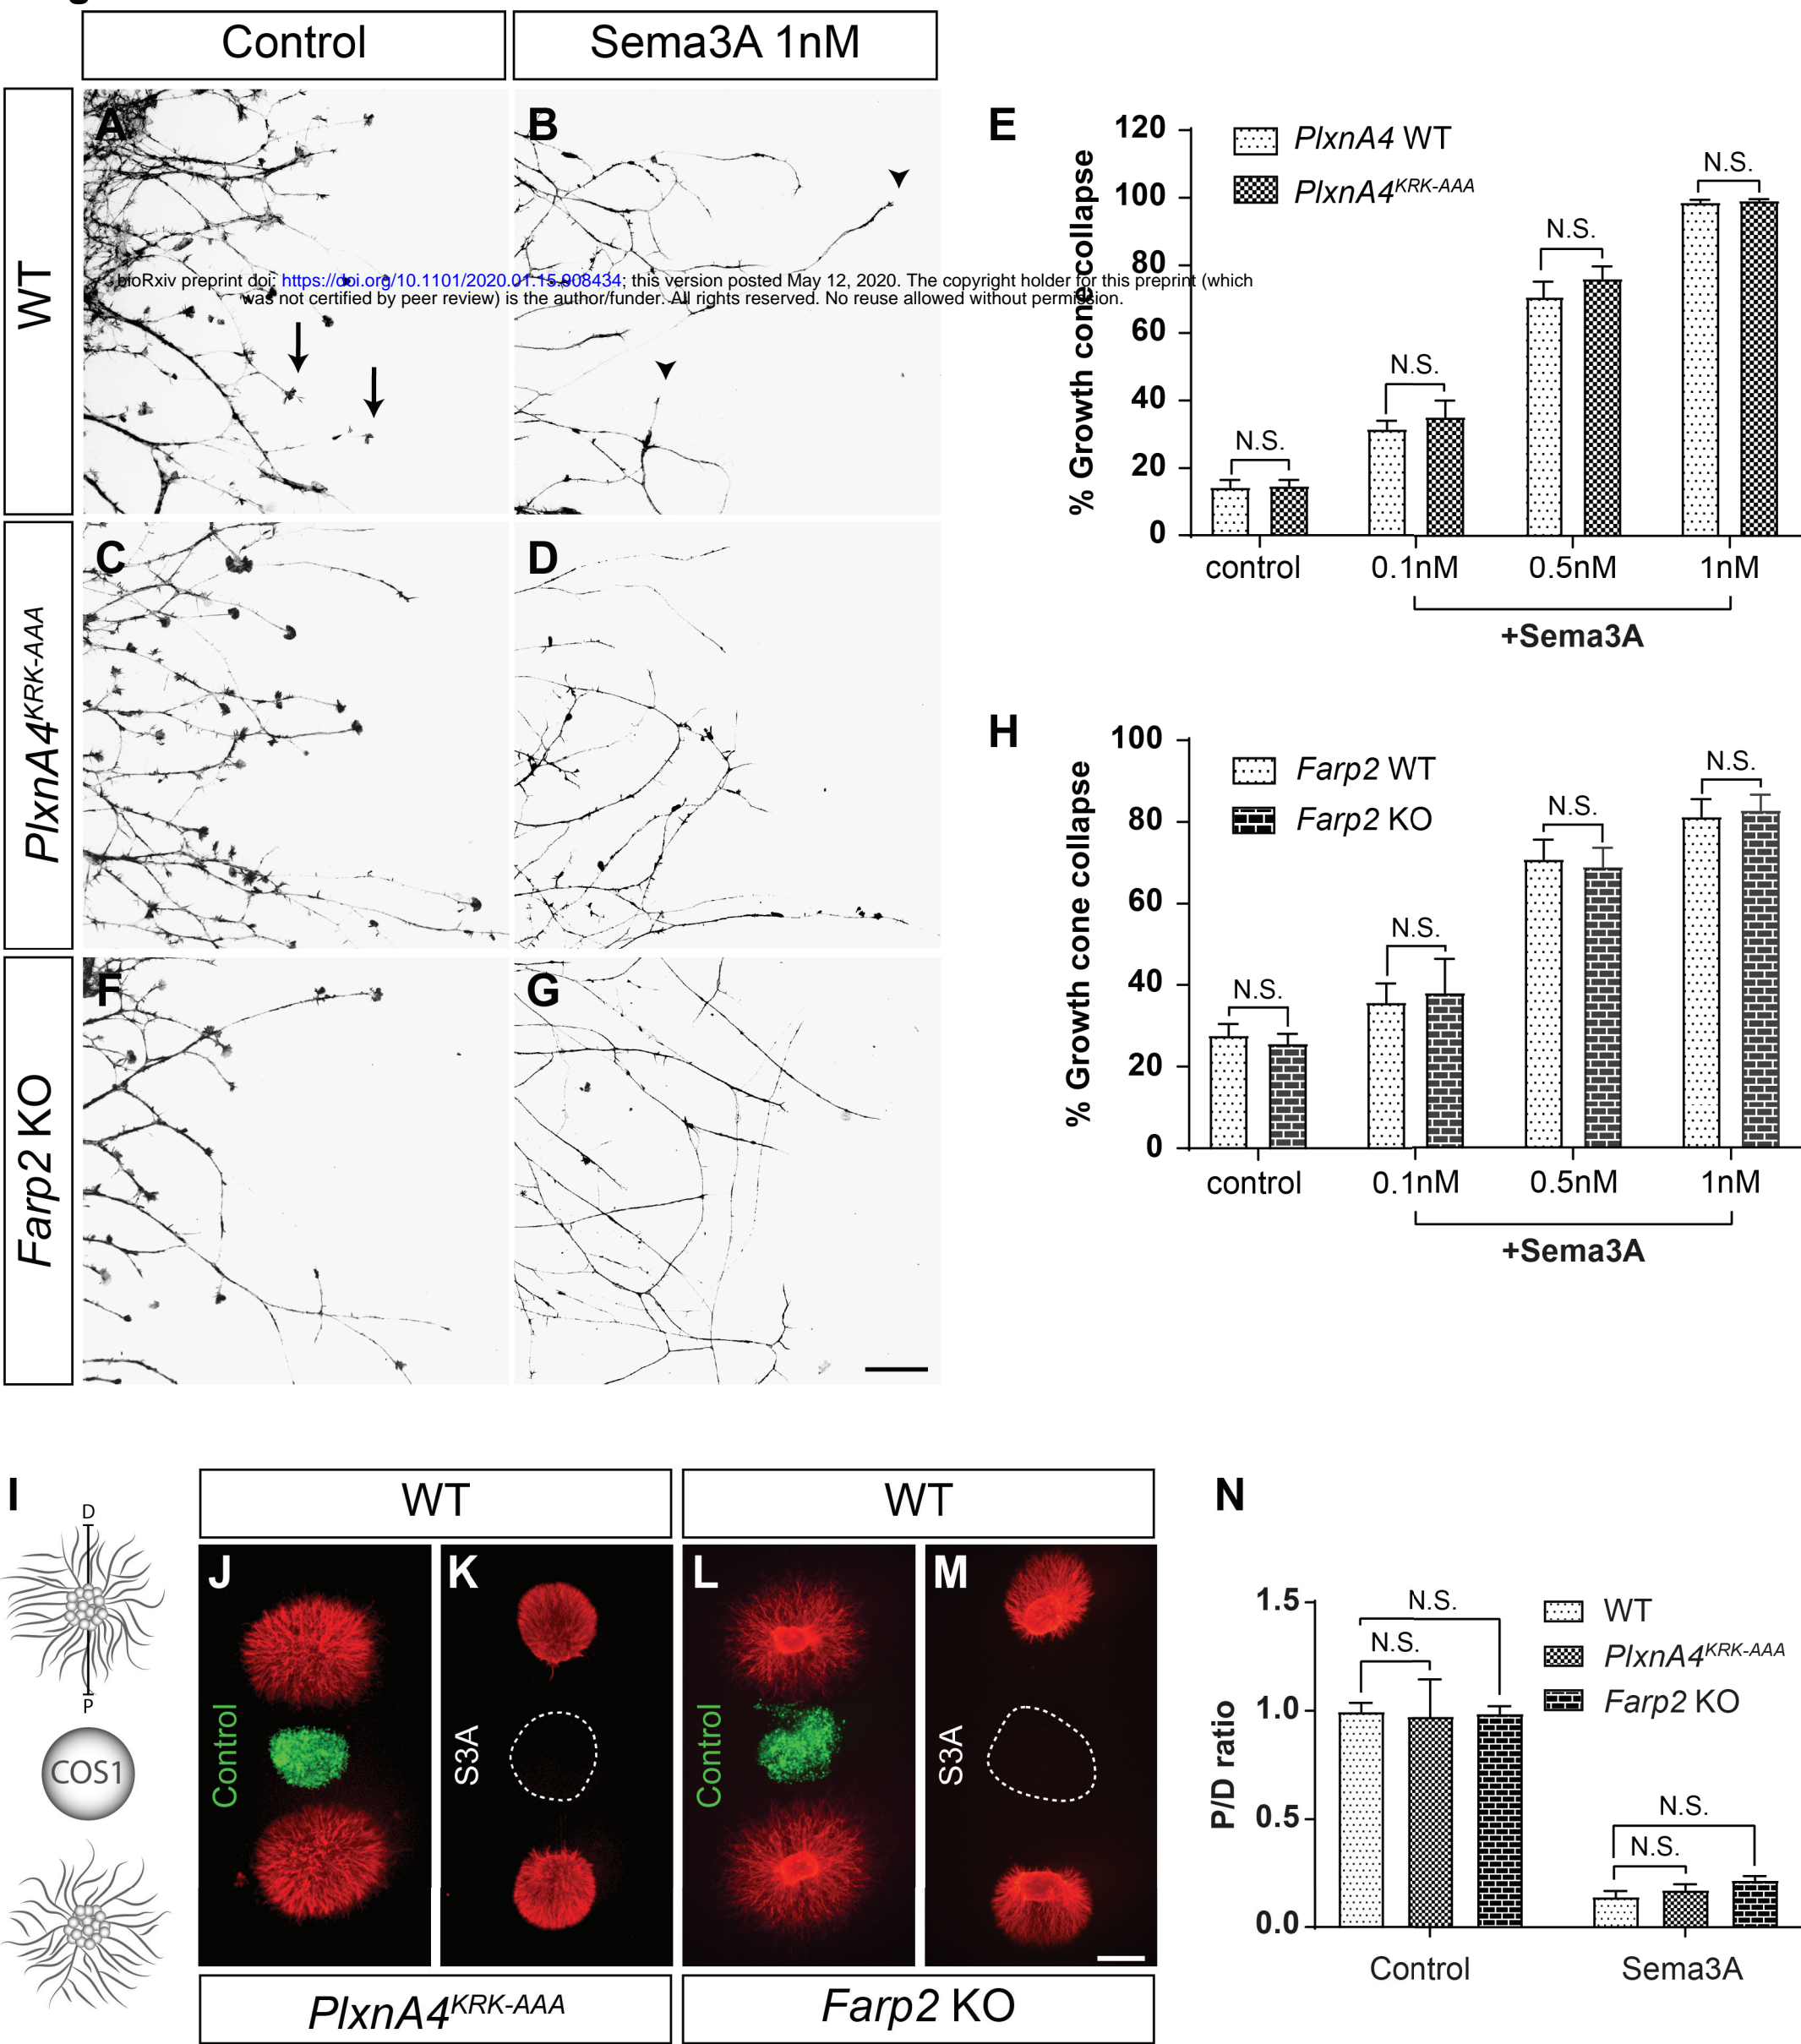 Control
Sema3A 1nM
WT
PlxnA4KRK-AAA
Farp2 KO
A
B
C
D
F
G
bioRxiv preprint doi: https://doi.org/10.1101/2020.01.15.908434; this version posted May 12, 2020. The copyright holder for this preprint (which
was not certified by peer review) is the author/funder. All rights reserved. No reuse allowed without permission.
E
% Growth cone collapse
120
100
80
60
40
20
0
PlxnA4 WT
PlxnA4KRK-AAA
N.S.
N.S.
N.S.
N.S.
control
0.1nM
0.5nM
1nM
+Sema3A
H
% Growth cone collapse
100
80
60
40
20
0
Farp2 WT
Farp2 KO
N.S.
N.S.
N.S.
N.S.
control
0.1nM
0.5nM
1nM
+Sema3A
I
D
P
COS1
WT
WT
J
K
L
M
Control
S3A
Control
S3A
PlxnA4KRK-AAA
Farp2 KO
N
P/D ratio
1.5
1.0
0.5
0.0
WT
PlxnA4KRK-AAA
Farp2 KO
N.S.
N.S.
N.S.
N.S.
Control
Sema3A